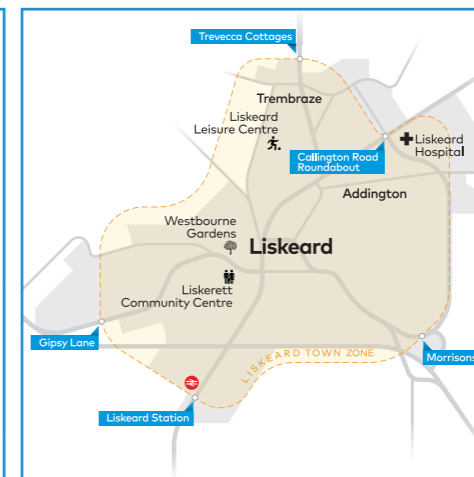 Trevecca Cottages
Trembraze
Liskeard
Leisure Centre
Liskeard
Hospital
Callington Road
Roundabout
Addington
Westbourne
Gardens
Liskeard
Liskerett
Community Centre
Gipsy Lane
LISKEARD TOWN ZONE
Morrisons
Liskeard Station